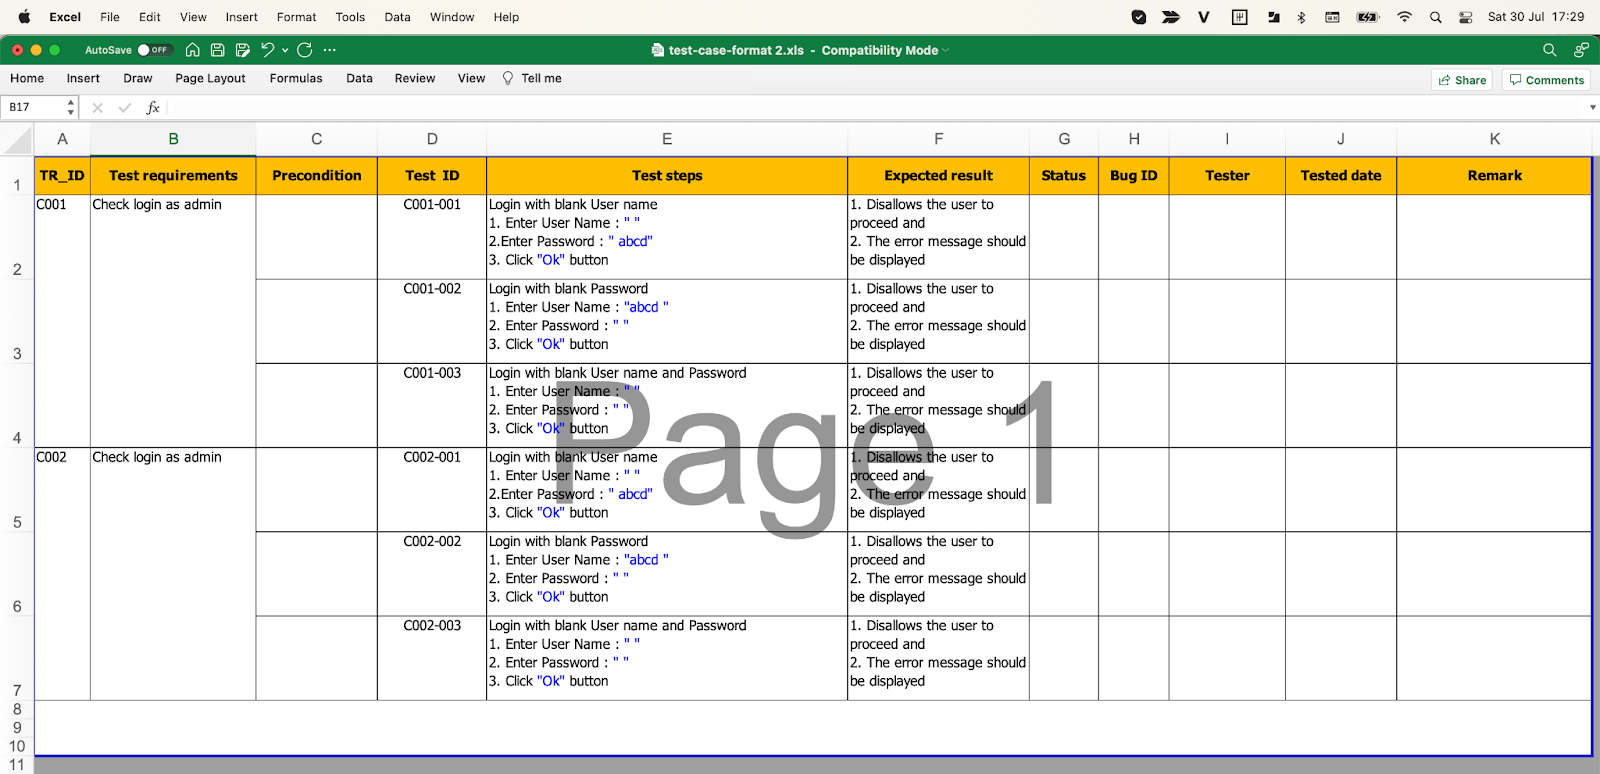 Excel File Edit View Insert Format Tools Data Window Help Sat 30 Jul 17:29
AutoSave OFF test-case-format 2.xls - Compatibility Mode
Home Insert Draw Page Layout Formulas Data Review View Tell me Share Comments
B17 fx
A B C D E F G H I J K
1 TR_ID Test requirements Precondition Test ID Test steps Expected result Status Bug ID Tester Tested date Remark
C001 Check login as admin C001-001 Login with blank User name 1. Disallows the user to
1. Enter User Name : " " proceed and
2.Enter Password : " abcd" 2. The error message should
3. Click "Ok" button be displayed
2
C001-002 Login with blank Password 1. Disallows the user to
1. Enter User Name : "abcd " proceed and
2. Enter Password : " " 2. The error message should
3. Click "Ok" button be displayed
3
C001-003 Login with blank User name and Password 1. Disallows the user to
1. Enter User Name : " " proceed and
2. Enter Password : " " 2. The error message should
3. Click "Ok" button be displayed
4
Page 1
C002 Check login as admin C002-001 Login with blank User name 1. Disallows the user to
1. Enter User Name : " " proceed and
2.Enter Password : " abcd" 2. The error message should
3. Click "Ok" button be displayed
5
C002-002 Login with blank Password 1. Disallows the user to
1. Enter User Name : "abcd " proceed and
2. Enter Password : " " 2. The error message should
3. Click "Ok" button be displayed
6
C002-003 Login with blank User name and Password 1. Disallows the user to
1. Enter User Name : " " proceed and
2. Enter Password : " " 2. The error message should
3. Click "Ok" button be displayed
7
8
9
10
11